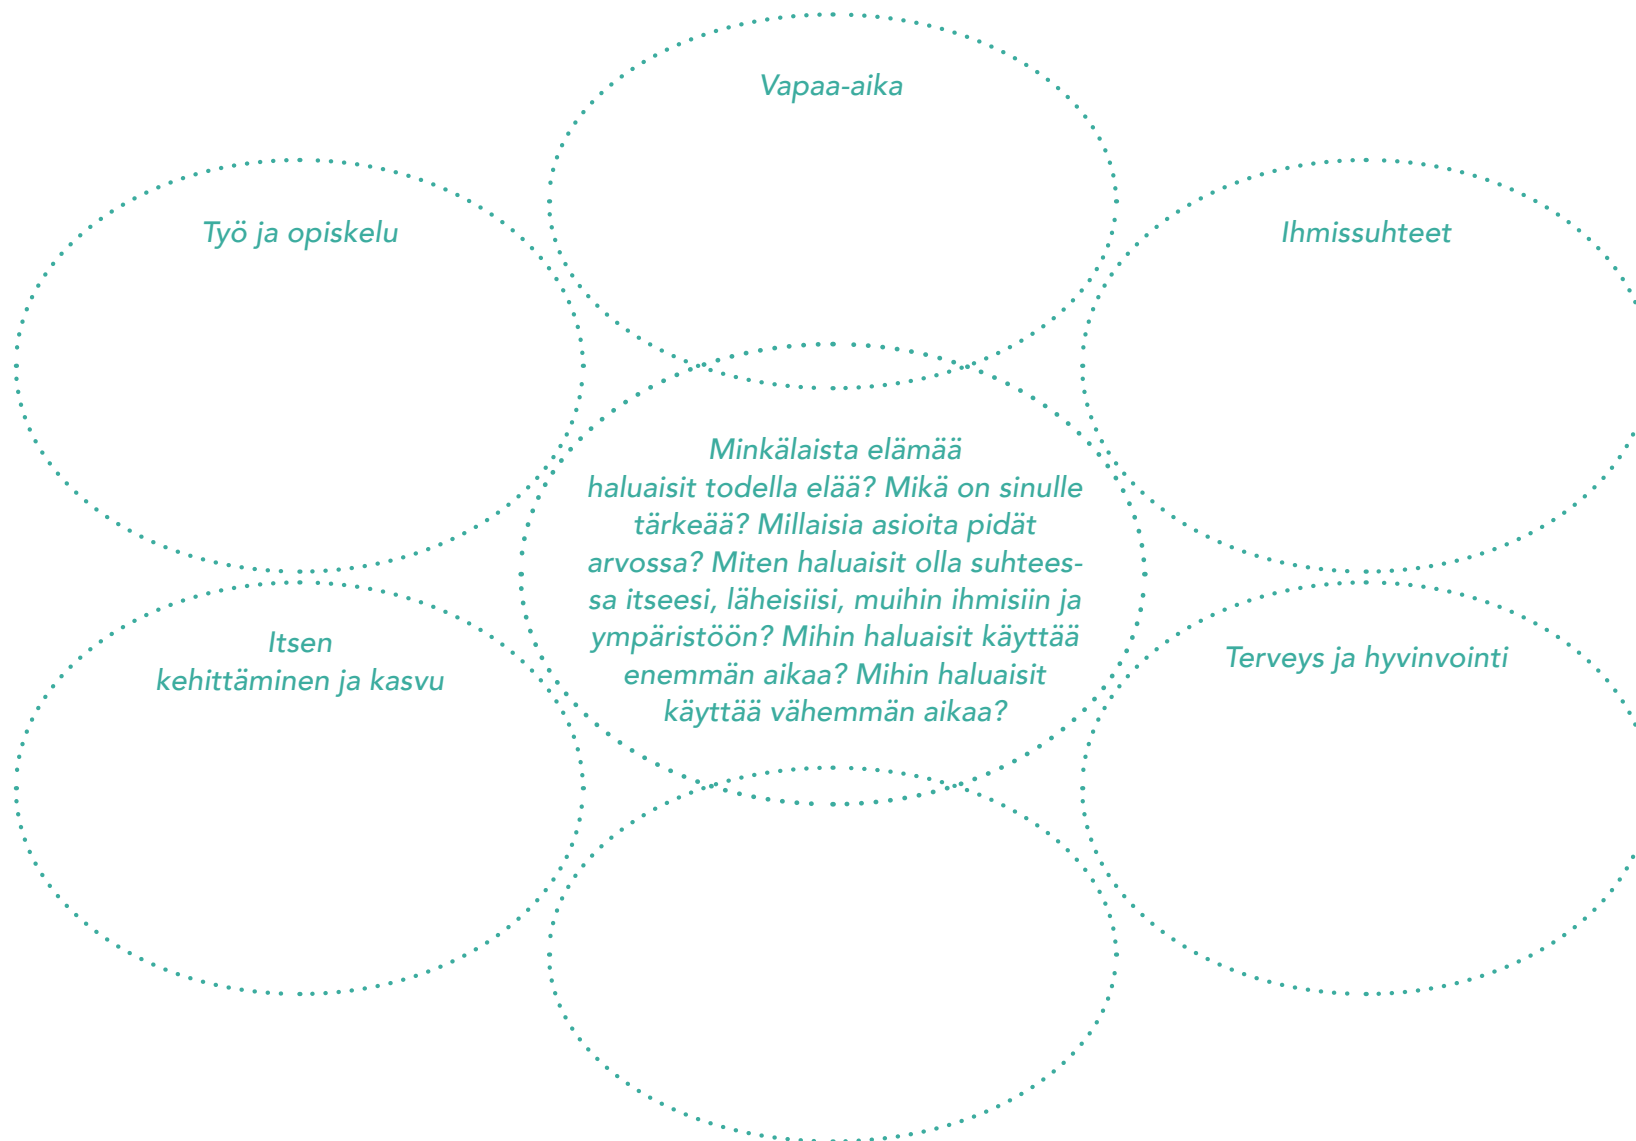 Vapaa-aika
Työ ja opiskelu
Ihmissuhteet
Minkälaista elämää
haluaisit todella elää? Mikä on sinulle
tärkeää? Millaisia asioita pidät
arvossa? Miten haluaisit olla suhtees-
sa itseesi, läheisiisi, muihin ihmisiin ja
ympäristöön? Mihin haluaisit käyttää
enemmän aikaa? Mihin haluaisit
käyttää vähemmän aikaa?
Itsen
kehittäminen ja kasvu
Terveys ja hyvinvointi